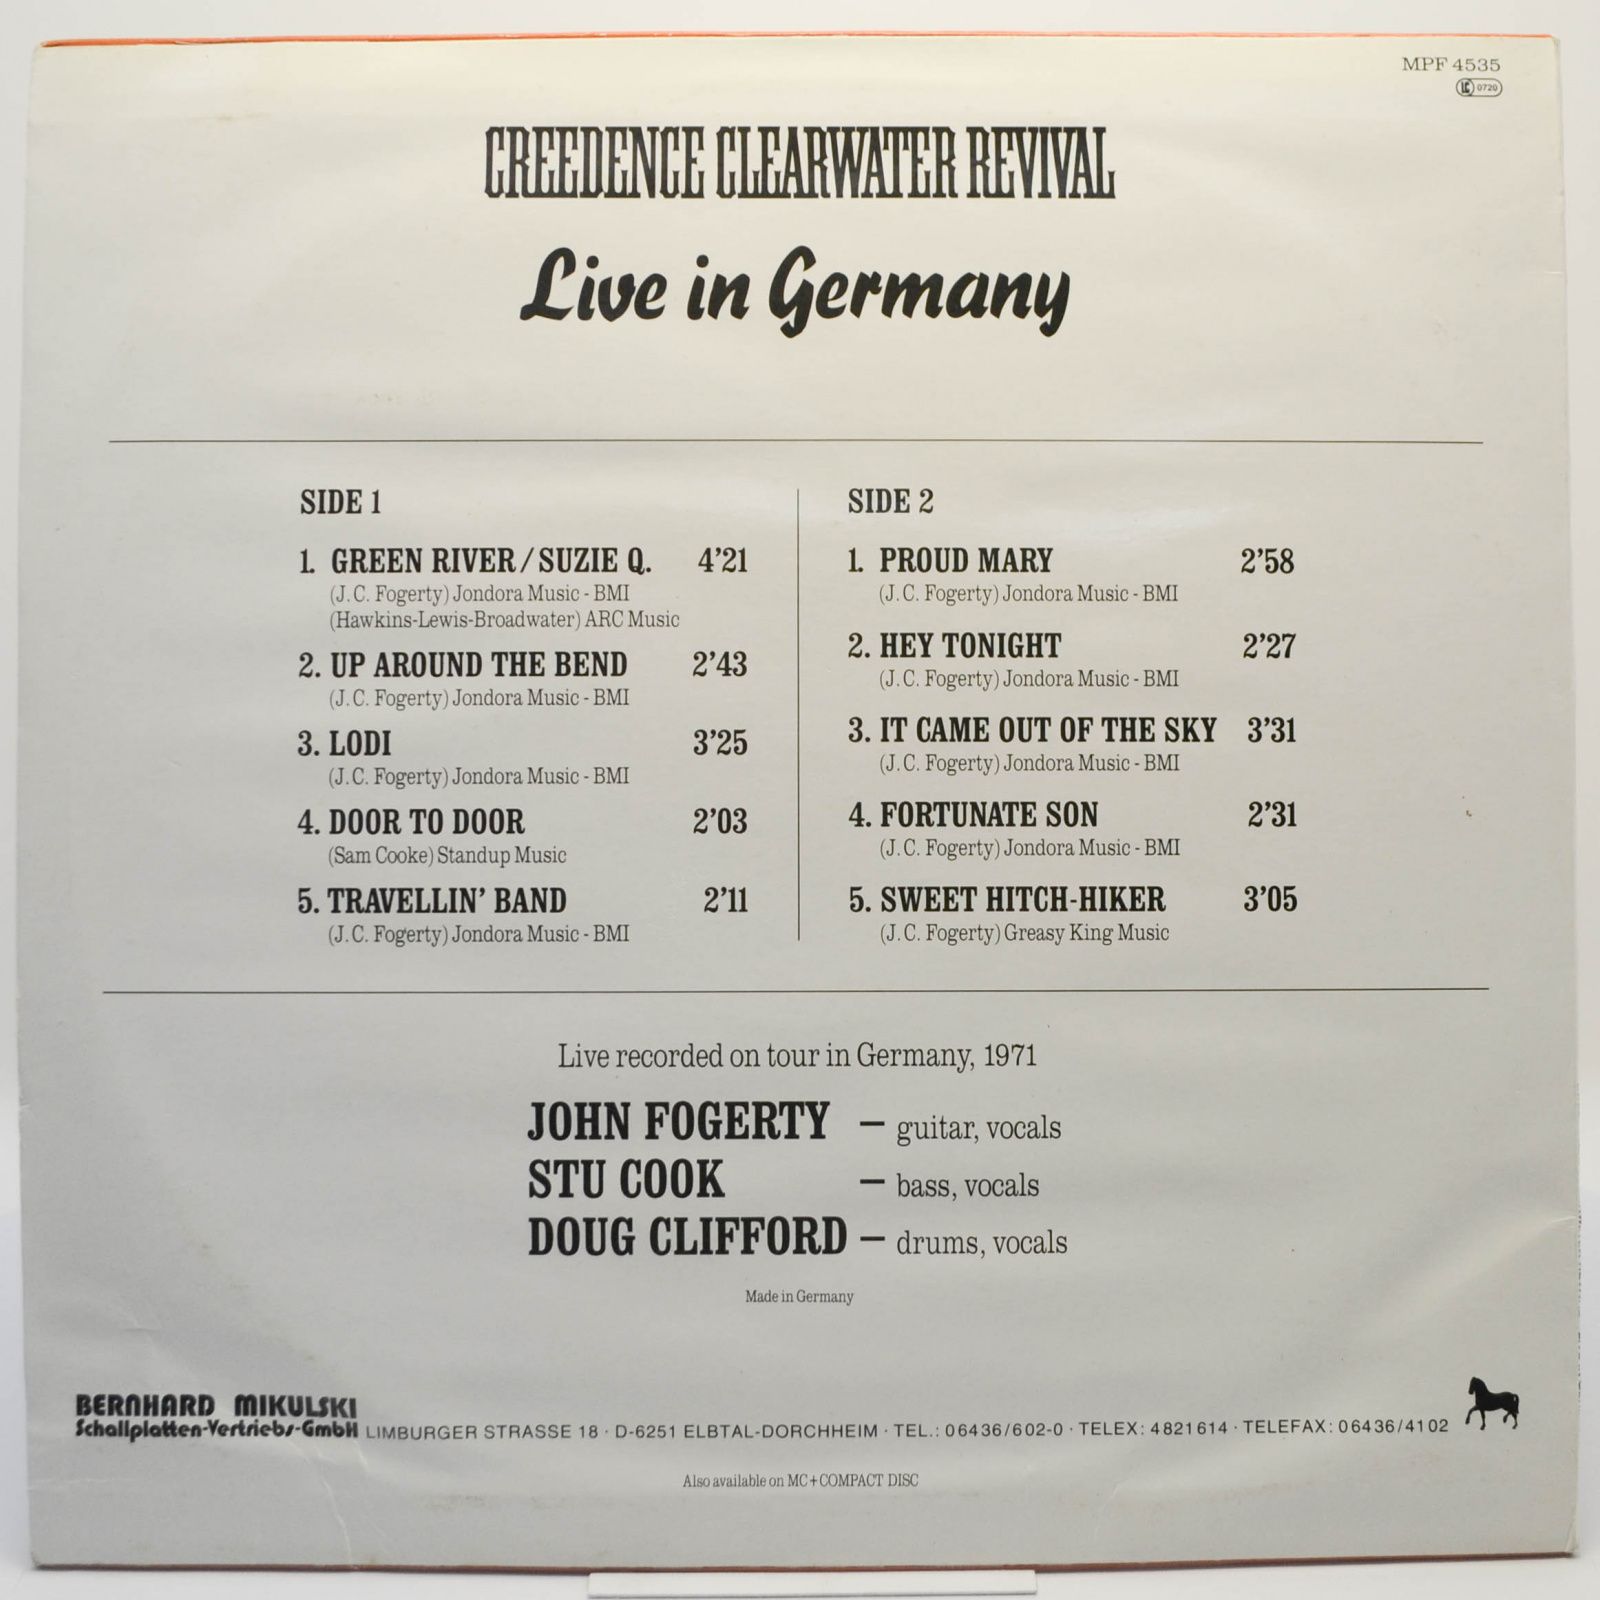 MPF 4535
LC 0720
CREEDENCE CLEARWATER REVIVAL
Live in Germany
SIDE 1
1. GREEN RIVER / SUZIE Q. 4'21
(J.C. Fogerty) Jondora Music - BMI
(Hawkins-Lewis-Broadwater) ARC Music
2. UP AROUND THE BEND 2'43
(J.C. Fogerty) Jondora Music - BMI
3. LODI 3'25
(J.C. Fogerty) Jondora Music - BMI
4. DOOR TO DOOR 2'03
(Sam Cooke) Standup Music
5. TRAVELLIN' BAND 2'11
(J.C. Fogerty) Jondora Music - BMI
SIDE 2
1. PROUD MARY 2'58
(J.C. Fogerty) Jondora Music - BMI
2. HEY TONIGHT 2'27
(J.C. Fogerty) Jondora Music - BMI
3. IT CAME OUT OF THE SKY 3'31
(J.C. Fogerty) Jondora Music - BMI
4. FORTUNATE SON 2'31
(J.C. Fogerty) Jondora Music - BMI
5. SWEET HITCH-HIKER 3'05
(J.C. Fogerty) Greasy King Music
Live recorded on tour in Germany, 1971
JOHN FOGERTY – guitar, vocals
STU COOK – bass, vocals
DOUG CLIFFORD – drums, vocals
Made in Germany
BERNHARD MIKULSKI
Schallplatten-Vertriebs-GmbH LIMBURGER STRASSE 18 · D-6251 ELBTAL-DORCHHEIM · TEL.: 06436/602-0 · TELEX: 4821614 · TELEFAX: 06436/4102
Also available on MC + COMPACT DISC